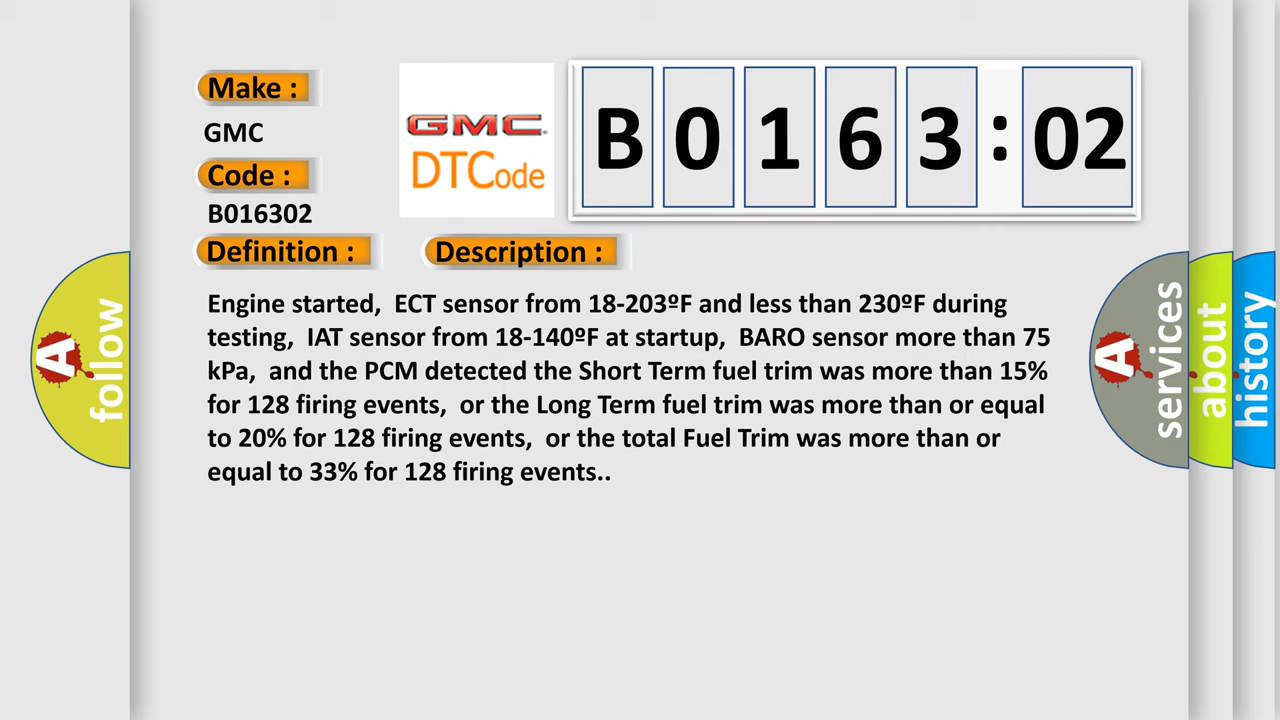 Make :
GMC
Code :
B016302
Definition :
Description :
GMC
DTCode
B0163:02
Engine started,  ECT sensor from 18-203ºF and less than 230ºF during
testing,  IAT sensor from 18-140ºF at startup,  BARO sensor more than 75
kPa,  and the PCM detected the Short Term fuel trim was more than 15%
for 128 firing events,  or the Long Term fuel trim was more than or equal
to 20% for 128 firing events,  or the total Fuel Trim was more than or
equal to 33% for 128 firing events..
A follow
A services
about
history